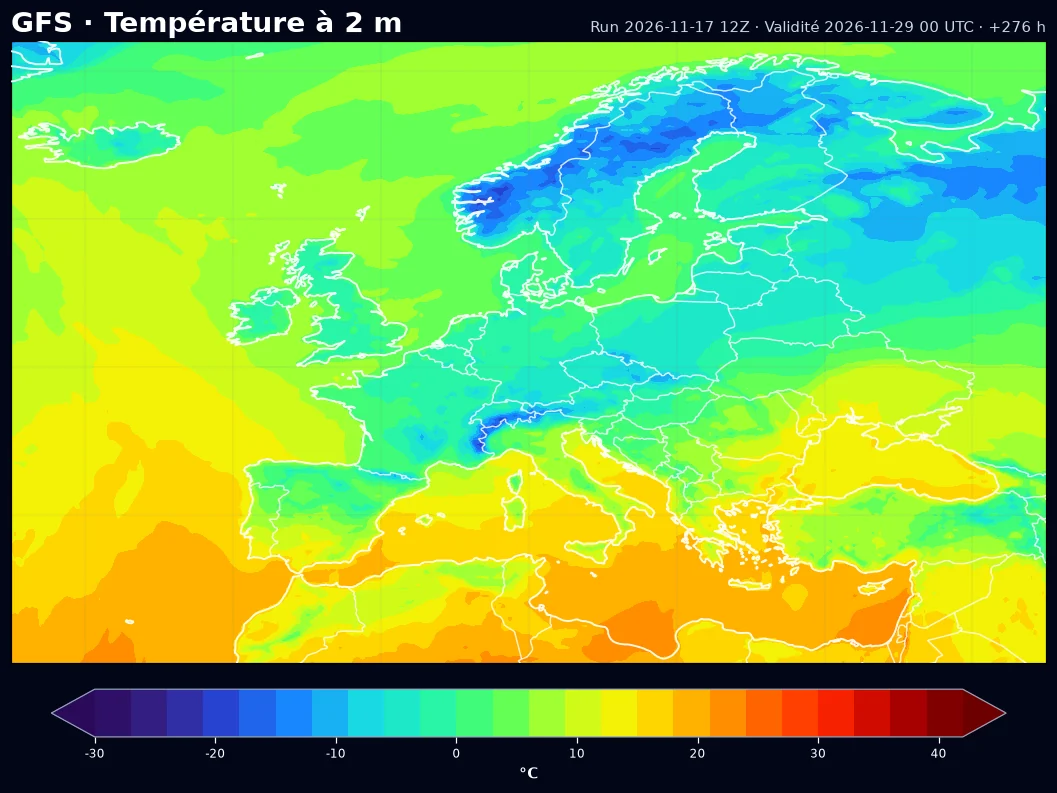 GFS · Température à 2 m
Run 2026-11-17 12Z · Validité 2026-11-29 00 UTC · +276 h
-30 -20 -10 0 10 20 30 40
°C